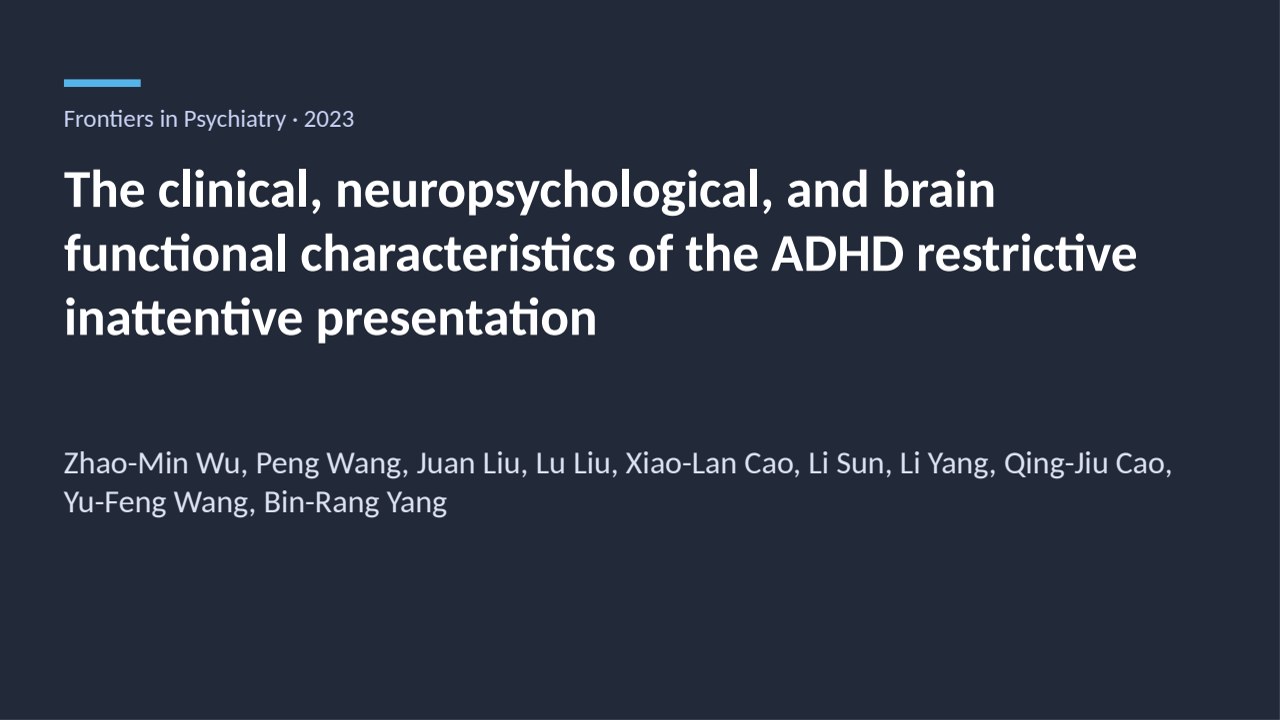 Frontiers in Psychiatry · 2023
The clinical, neuropsychological, and brain
functional characteristics of the ADHD restrictive
inattentive presentation
Zhao-Min Wu, Peng Wang, Juan Liu, Lu Liu, Xiao-Lan Cao, Li Sun, Li Yang, Qing-Jiu Cao,
Yu-Feng Wang, Bin-Rang Yang